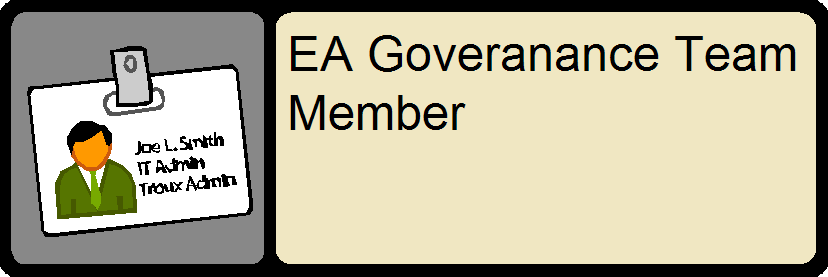 EA Goveranance Team
Member
Joe L. Smith
IT Admin
Troux Admin